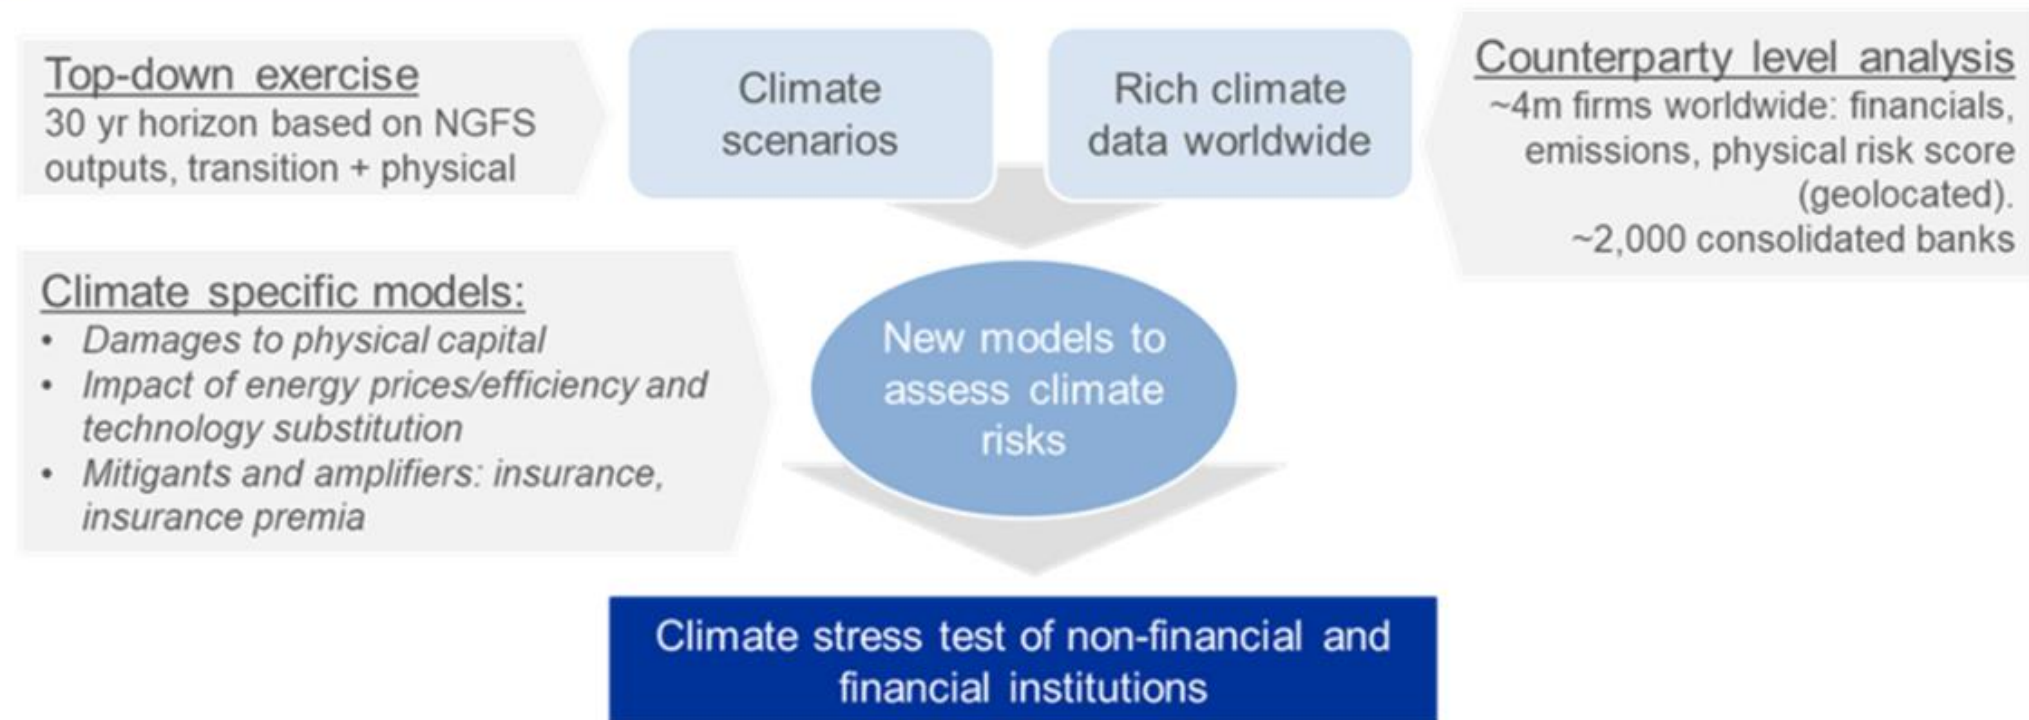 Top-down exercise
30 yr horizon based on NGFS
outputs, transition + physical
Climate
scenarios
Rich climate
data worldwide
Counterparty level analysis
~4m firms worldwide: financials,
emissions, physical risk score
(geolocated).
~2,000 consolidated banks
Climate specific models:
• Damages to physical capital
• Impact of energy prices/efficiency and
technology substitution
• Mitigants and amplifiers: insurance,
insurance premia
New models to
assess climate
risks
Climate stress test of non-financial and
financial institutions